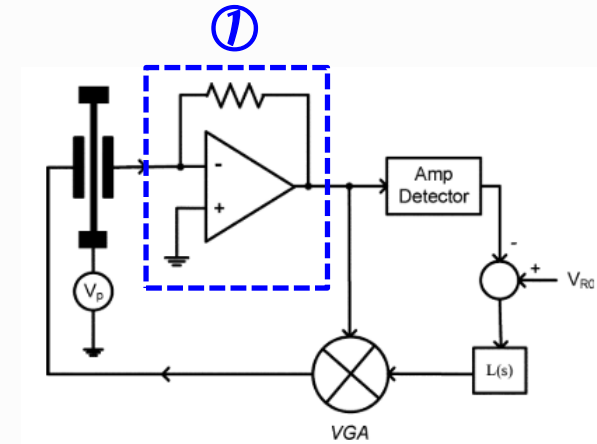 ①
-
+
Amp
Detector
-
+
V_R0
V_p
L(s)
VGA